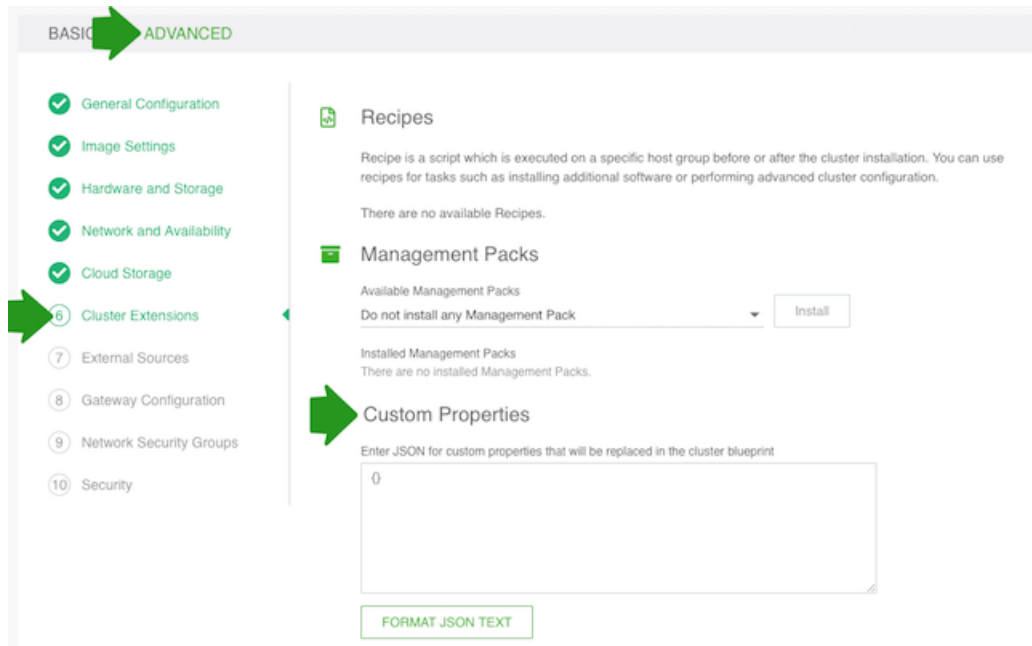 BASIC ADVANCED
General Configuration
Image Settings
Hardware and Storage
Network and Availability
Cloud Storage
6 Cluster Extensions
7 External Sources
8 Gateway Configuration
9 Network Security Groups
10 Security
Recipes
Recipe is a script which is executed on a specific host group before or after the cluster installation. You can use
recipes for tasks such as installing additional software or performing advanced cluster configuration.
There are no available Recipes.
Management Packs
Available Management Packs
Do not install any Management Pack
Install
Installed Management Packs
There are no installed Management Packs.
Custom Properties
Enter JSON for custom properties that will be replaced in the cluster blueprint
{}
FORMAT JSON TEXT